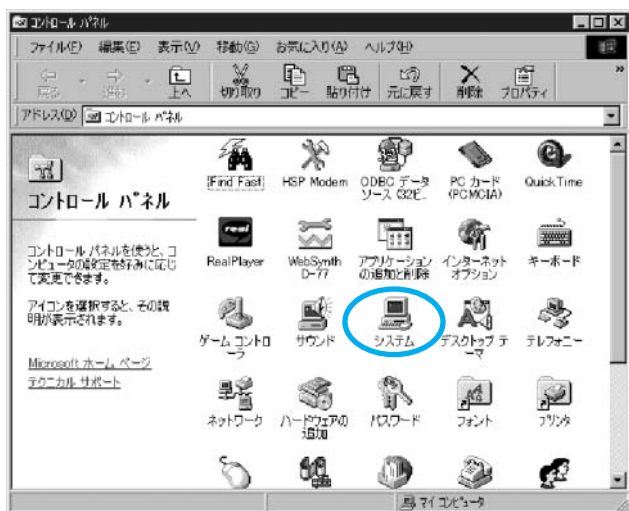 コントロール パネル
ファイル(F) 編集(E) 表示(V) 移動(G) お気に入り(A) ヘルプ(H)
戻る 進む 上へ 切り取り コピー 貼り付け 元に戻す 削除 プロパティ
アドレス(D) コントロール パネル
コントロール パネル
コントロール パネルを使うと、コ
ンピュータの設定を好みに応じ
て変更できます。
アイコンを選択すると、その説
明が表示されます。
Microsoft ホーム ページ
テクニカル サポート
Find Fast
HSP Modem
ODBC データ
ソース (32ビ...
PC カード
(PCMCIA)
QuickTime
real
RealPlayer
WebSynth
D-77
アプリケーション
の追加と削除
インターネット
オプション
キーボード
ゲーム コントロ
ーラ
サウンド
システム
デスクトップ テ
ーマ
テレフォニー
ネットワーク
ハードウェアの
追加
パスワード
フォント
プリンタ
マイ コンピュータ